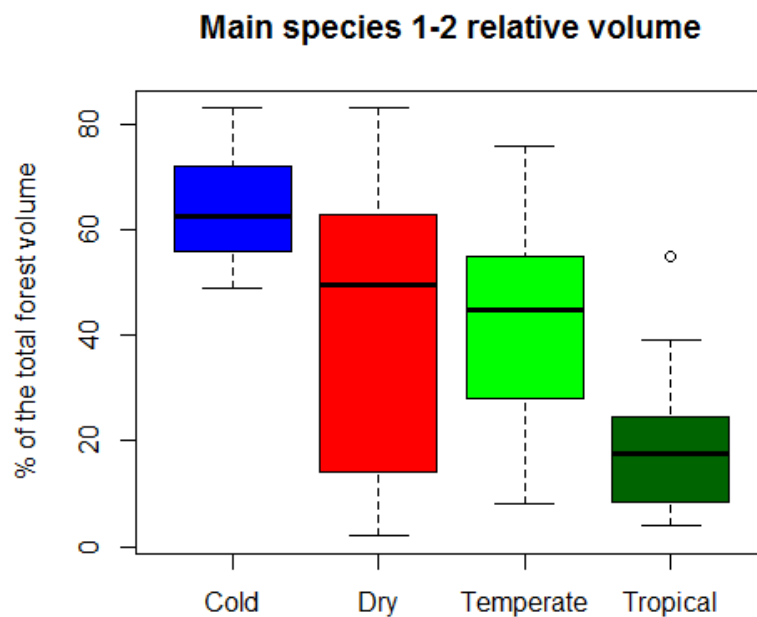 Main species 1-2 relative volume
% of the total forest volume
80
60
40
20
0
Cold Dry Temperate Tropical